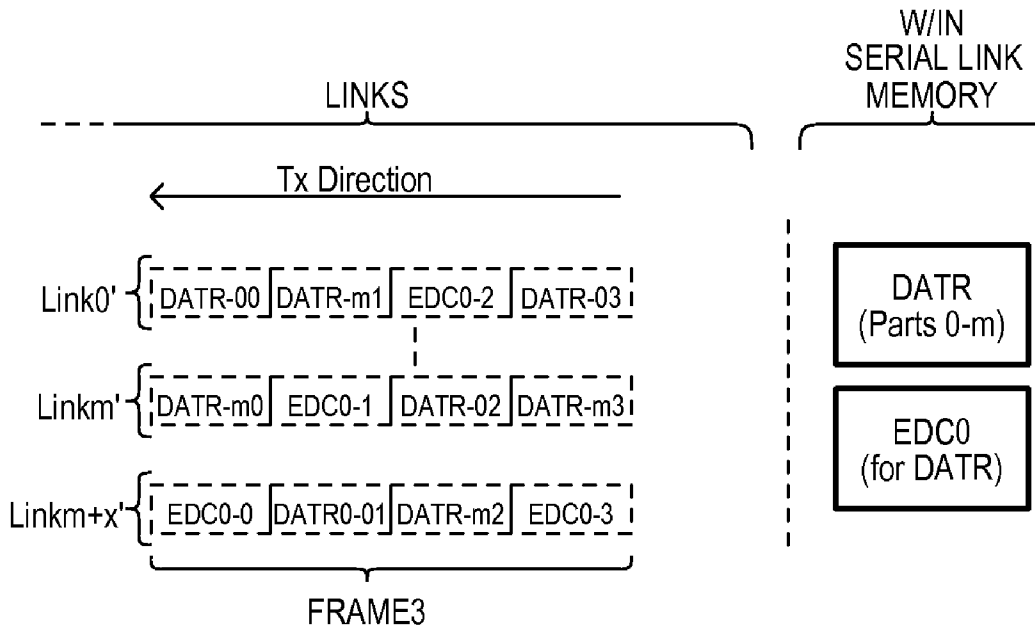 W/IN
SERIAL LINK
MEMORY
LINKS
Tx Direction
Link0' DATR-00 DATR-m1 EDC0-2 DATR-03
Linkm' DATR-m0 EDC0-1 DATR-02 DATR-m3
Linkm+x' EDC0-0 DATR0-01 DATR-m2 EDC0-3
FRAME3
DATR
(Parts 0-m)
EDC0
(for DATR)